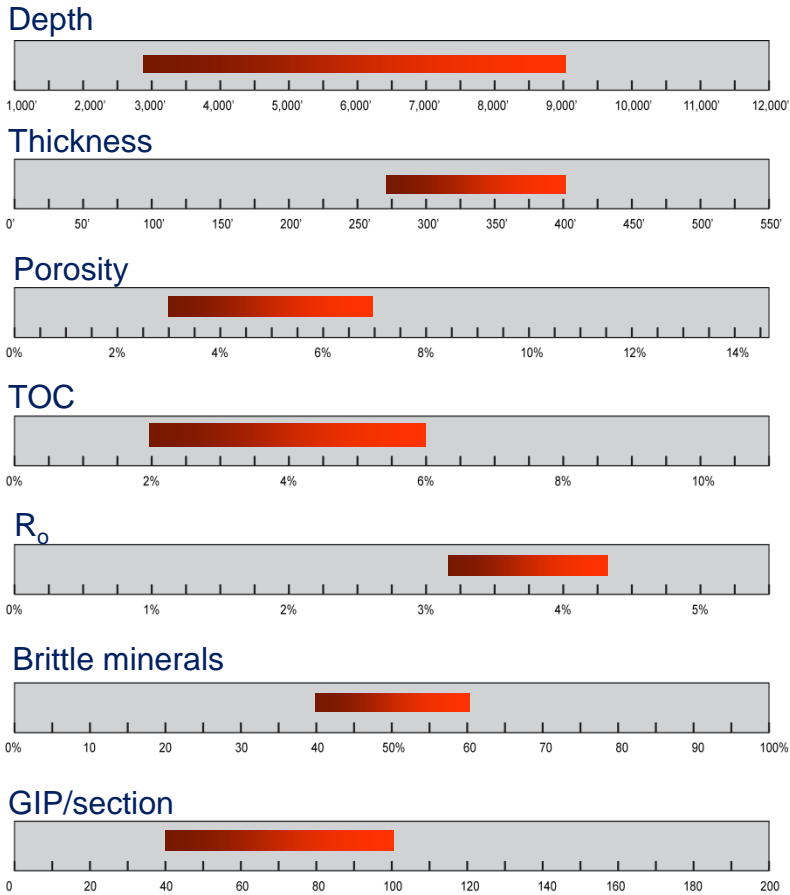 Depth
1,000' 2,000' 3,000' 4,000' 5,000' 6,000' 7,000' 8,000' 9,000' 10,000' 11,000' 12,000'
Thickness
0' 50' 100' 150' 200' 250' 300' 350' 400' 450' 500' 550'
Porosity
0% 2% 4% 6% 8% 10% 12% 14%
TOC
0% 2% 4% 6% 8% 10%
Ro
0% 1% 2% 3% 4% 5%
Brittle minerals
0% 10 20 30 40 50% 60 70 80 90 100%
GIP/section
0 20 40 60 80 100 120 140 160 180 200